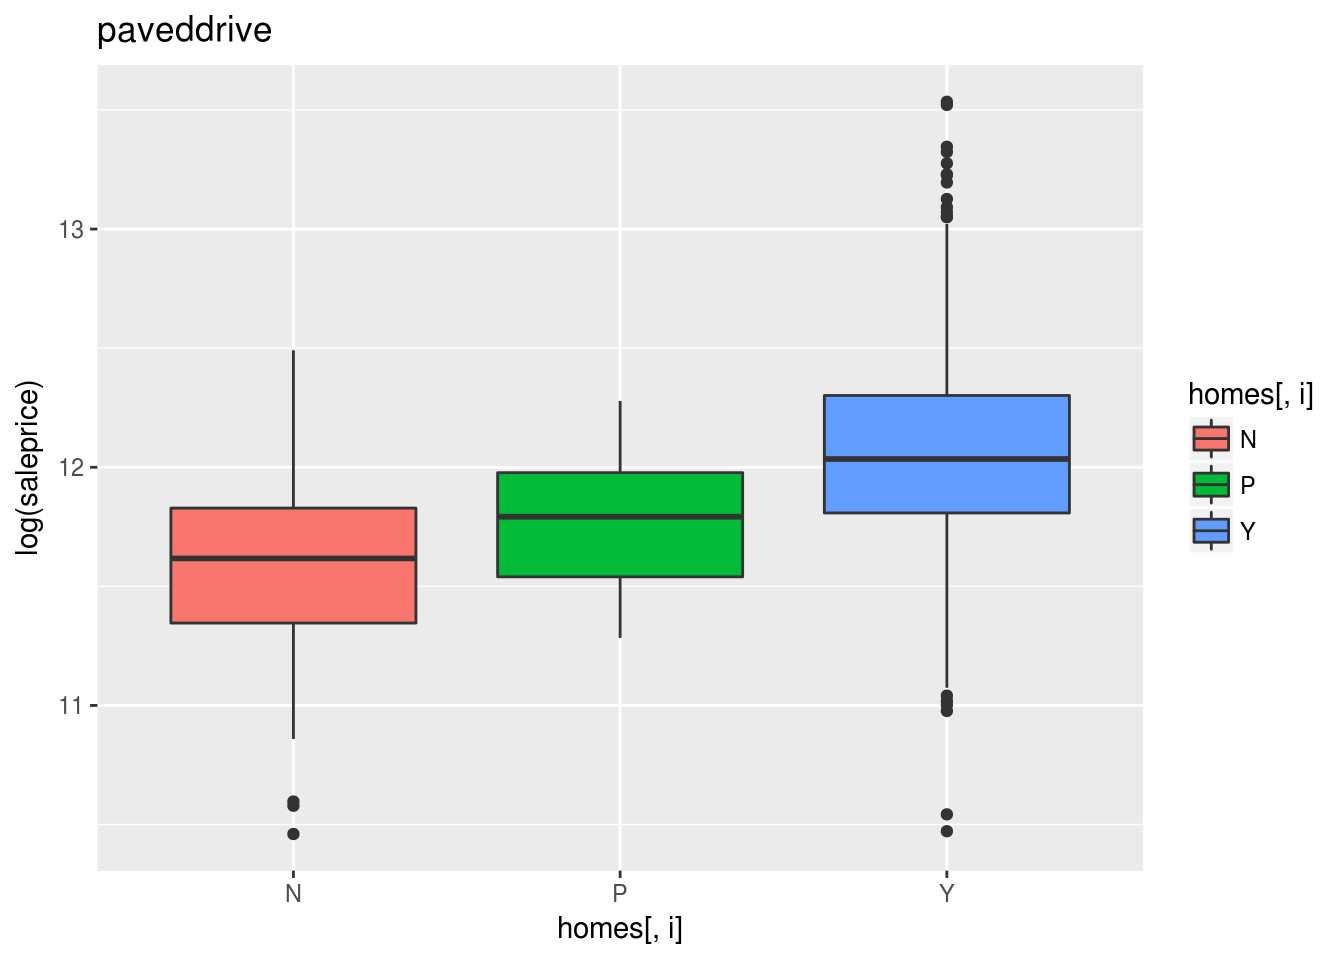 paveddrive
log(saleprice)
13
12
11
N P Y
homes[, i]
homes[, i]
N
P
Y